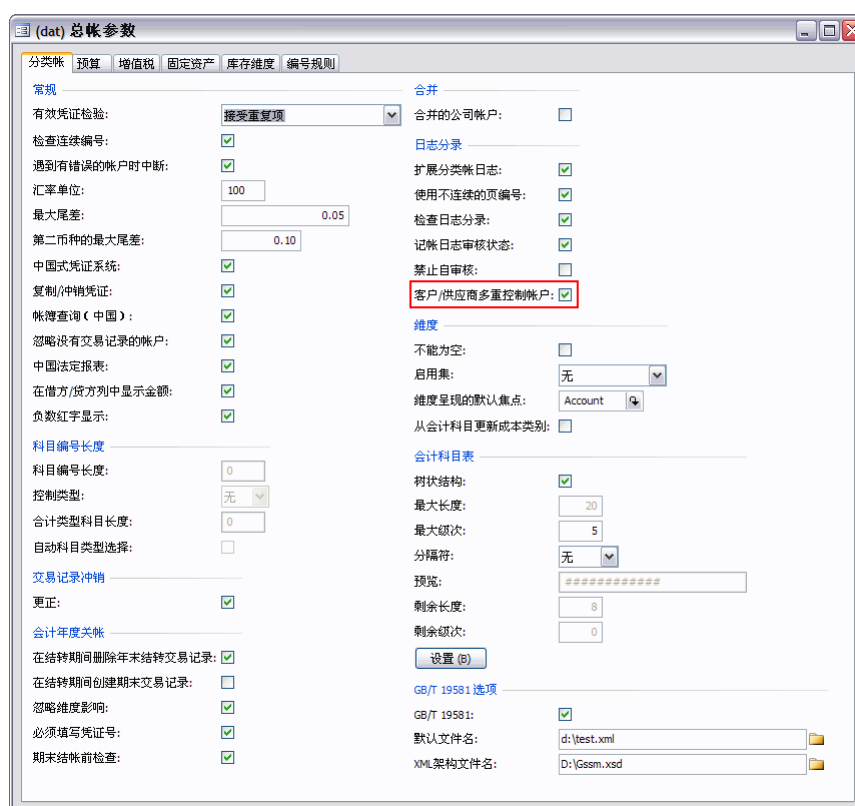 (dat) 总帐参数
分类帐 预算 增值税 固定资产 库存维度 编号规则
常规
有效凭证检验: 接受重复项
检查连续编号:
遇到有错误的帐户时中断:
汇率单位: 100
最大尾差: 0.05
第二币种的最大尾差: 0.10
中国式凭证系统:
复制/冲销凭证:
帐簿查询(中国):
忽略没有交易记录的帐户:
中国法定报表:
在借方/贷方列中显示金额:
负数红字显示:
科目编号长度
科目编号长度: 0
控制类型: 无
合计类型科目长度: 0
自动科目类型选择:
交易记录冲销
更正:
会计年度关帐
在结转期间删除年末结转交易记录:
在结转期间创建期末交易记录:
忽略维度影响:
必须填写凭证号:
期末结帐前检查:
合并
合并的公司帐户:
日志分录
扩展分类帐日志:
使用不连续的页编号:
检查日志分录:
记帐日志审核状态:
禁止自审核:
客户/供应商多重控制帐户:
维度
不能为空:
启用集: 无
维度呈现的默认焦点: Account
从会计科目更新成本类别:
会计科目表
树状结构:
最大长度: 20
最大级次: 5
分隔符: 无
预览: ############
剩余长度: 8
剩余级次: 0
设置 (B)
GB/T 19581 选项
GB/T 19581:
默认文件名: d:\test.xml
XML架构文件名: D:\Gssm.xsd